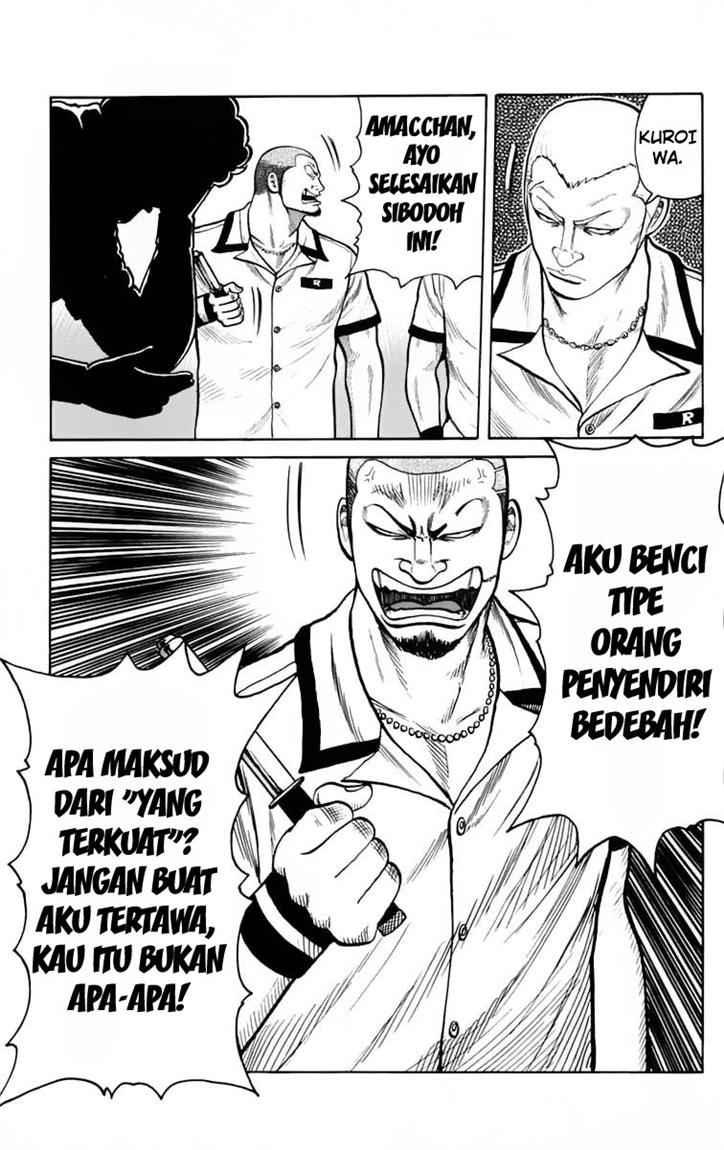 KUROI
WA.
AMACCHAN,
AYO
SELESAIKAN
SIBODOH
INI!
R
R
AKU BENCI
TIPE
ORANG
PENYENDIRI
BEDEBAH!
APA MAKSUD
DARI "YANG
TERKUAT"?
JANGAN BUAT
AKU TERTAWA,
KAU ITU BUKAN
APA-APA!